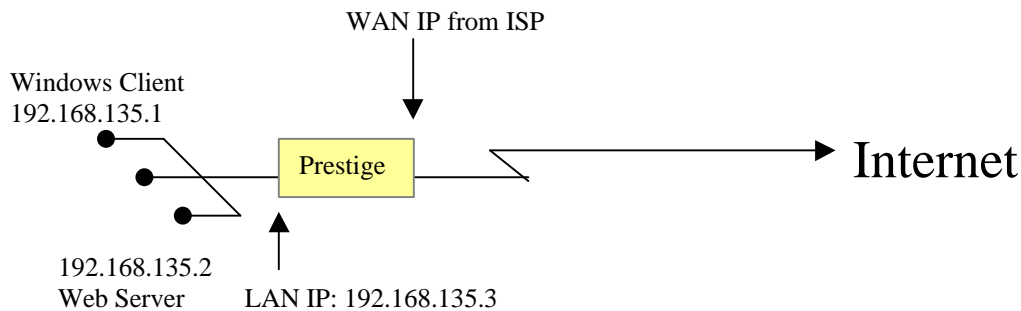 WAN IP from ISP
Windows Client
192.168.135.1
Prestige
Internet
192.168.135.2
Web Server
LAN IP: 192.168.135.3